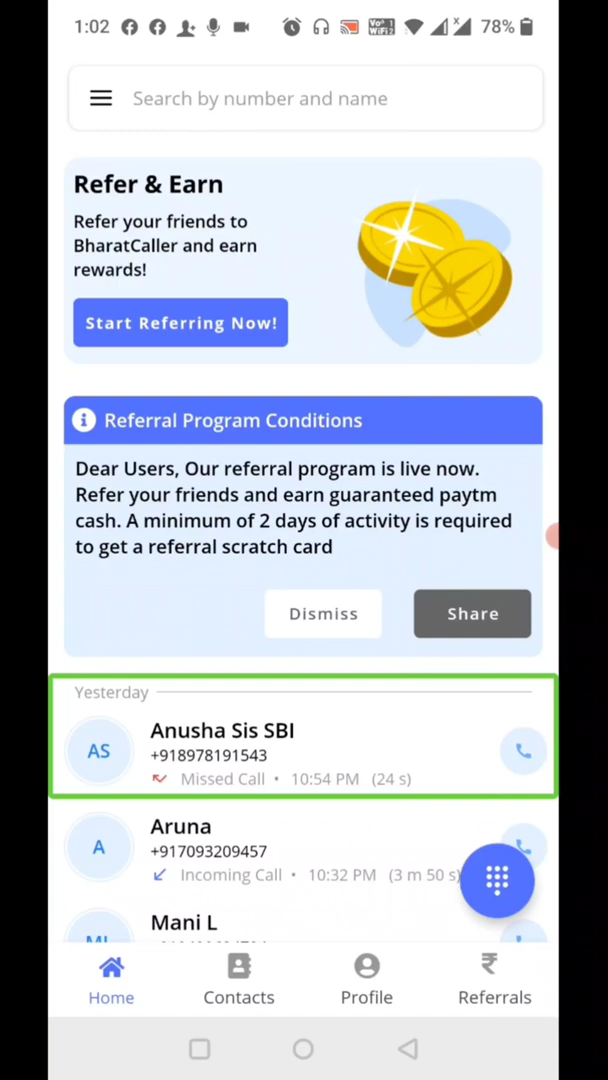 1:02
Vo 1
WiFi 2
X
78%
Search by number and name
Refer & Earn
Refer your friends to
BharatCaller and earn
rewards!
Start Referring Now!
Referral Program Conditions
Dear Users, Our referral program is live now.
Refer your friends and earn guaranteed paytm
cash. A minimum of 2 days of activity is required
to get a referral scratch card
Dismiss Share
Yesterday
AS
Anusha Sis SBI
+918978191543
Missed Call • 10:54 PM (24 s)
A
Aruna
+917093209457
Incoming Call • 10:32 PM (3 m 50 s)
Mani L
Home Contacts Profile Referrals